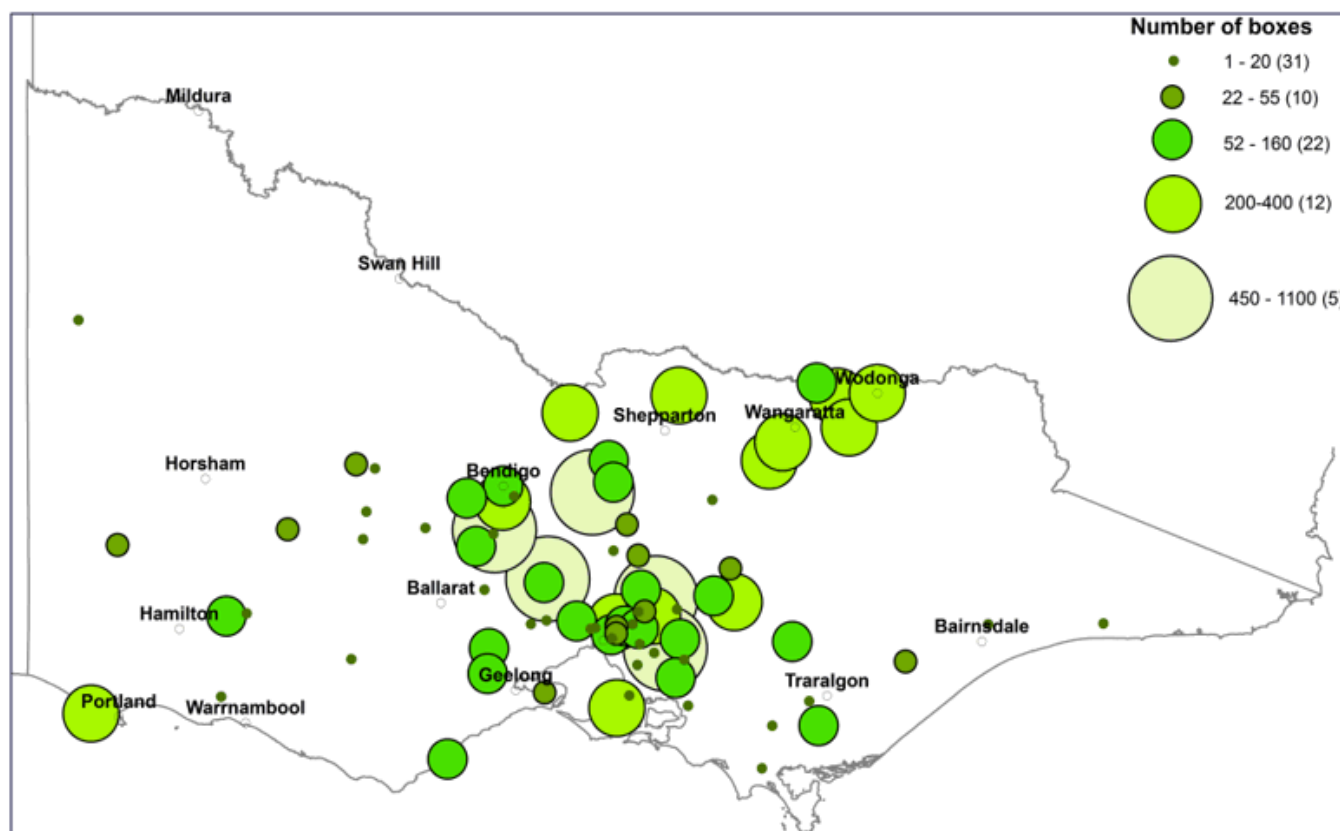 Number of boxes
1 - 20 (31)
22 - 55 (10)
52 - 160 (22)
200-400 (12)
450 - 1100 (5)
Mildura
Swan Hill
Wodonga
Shepparton
Wangaratta
Horsham
Bendigo
Ballarat
Hamilton
Bairnsdale
Geelong
Traralgon
Portland
Warrnambool